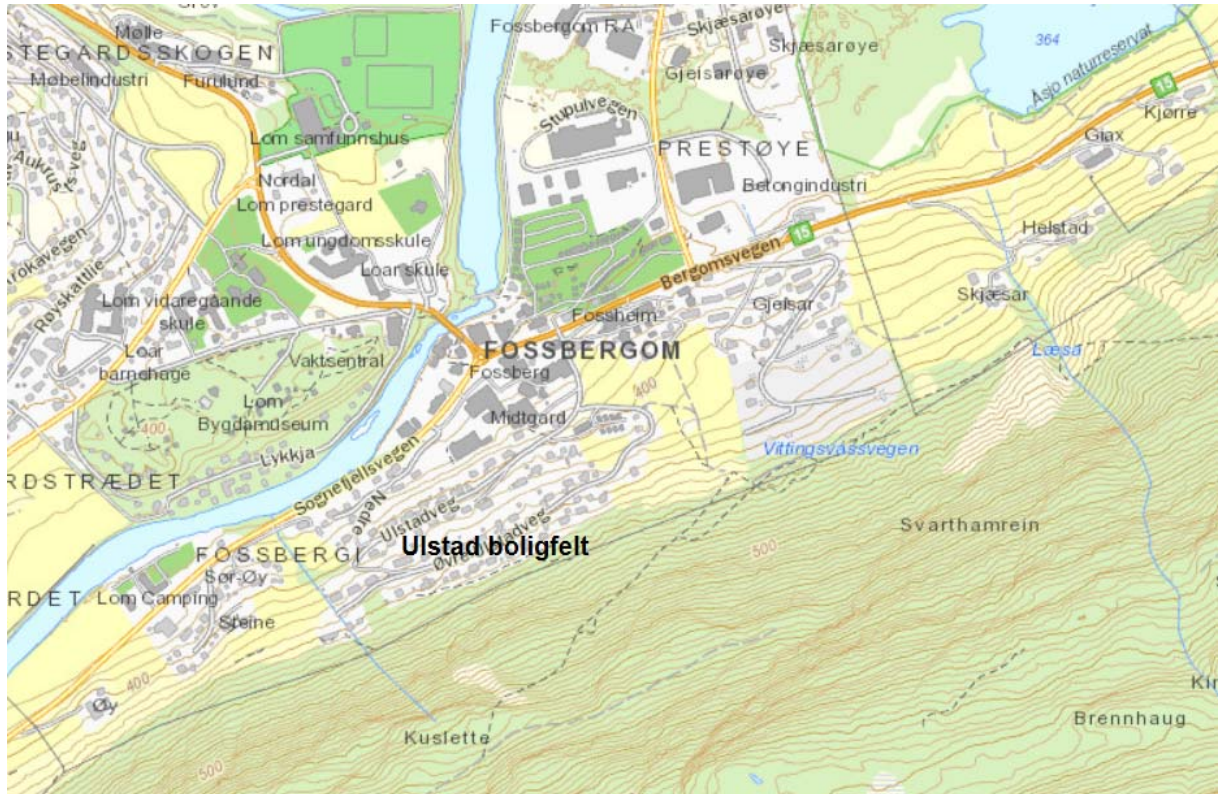 Mølle
STEGARDSSKOGEN
Møbelindustri
Furulund
Fossbergom RA
Skjæsarøye
Skjæsarøye
Gjeisarøye
364
Åsjo naturreservat
15
Kjørre
Giax
Stupulvegen
Lom samfunnshus
PRESTØYE
Betongindustri
Aukrus
ts veg
Nordal
Lom prestegard
Lom ungdomsskule
Loar skule
15
Bergomsvegen
Helstad
Skjæsar
Gjeisar
Røyskattlie
Lom vidaregåande
skule
Loar
barnehage
Vaktsentral
Fossheim
FOSSBERGOM
Fossberg
Læsa
400
Lom
Bygdamuseum
400
Midtgard
Lykkja
Vittingsvassvegen
RDSTRÆDET
Sognefjellsvegen
Nedre
Ulstadveg
Svarthamrein
500
Ulstad boligfelt
FOSSBERGI
Sør-Øy
RDET
Lom Camping
Steine
400
Øy
Kuslette
500
Brennhaug